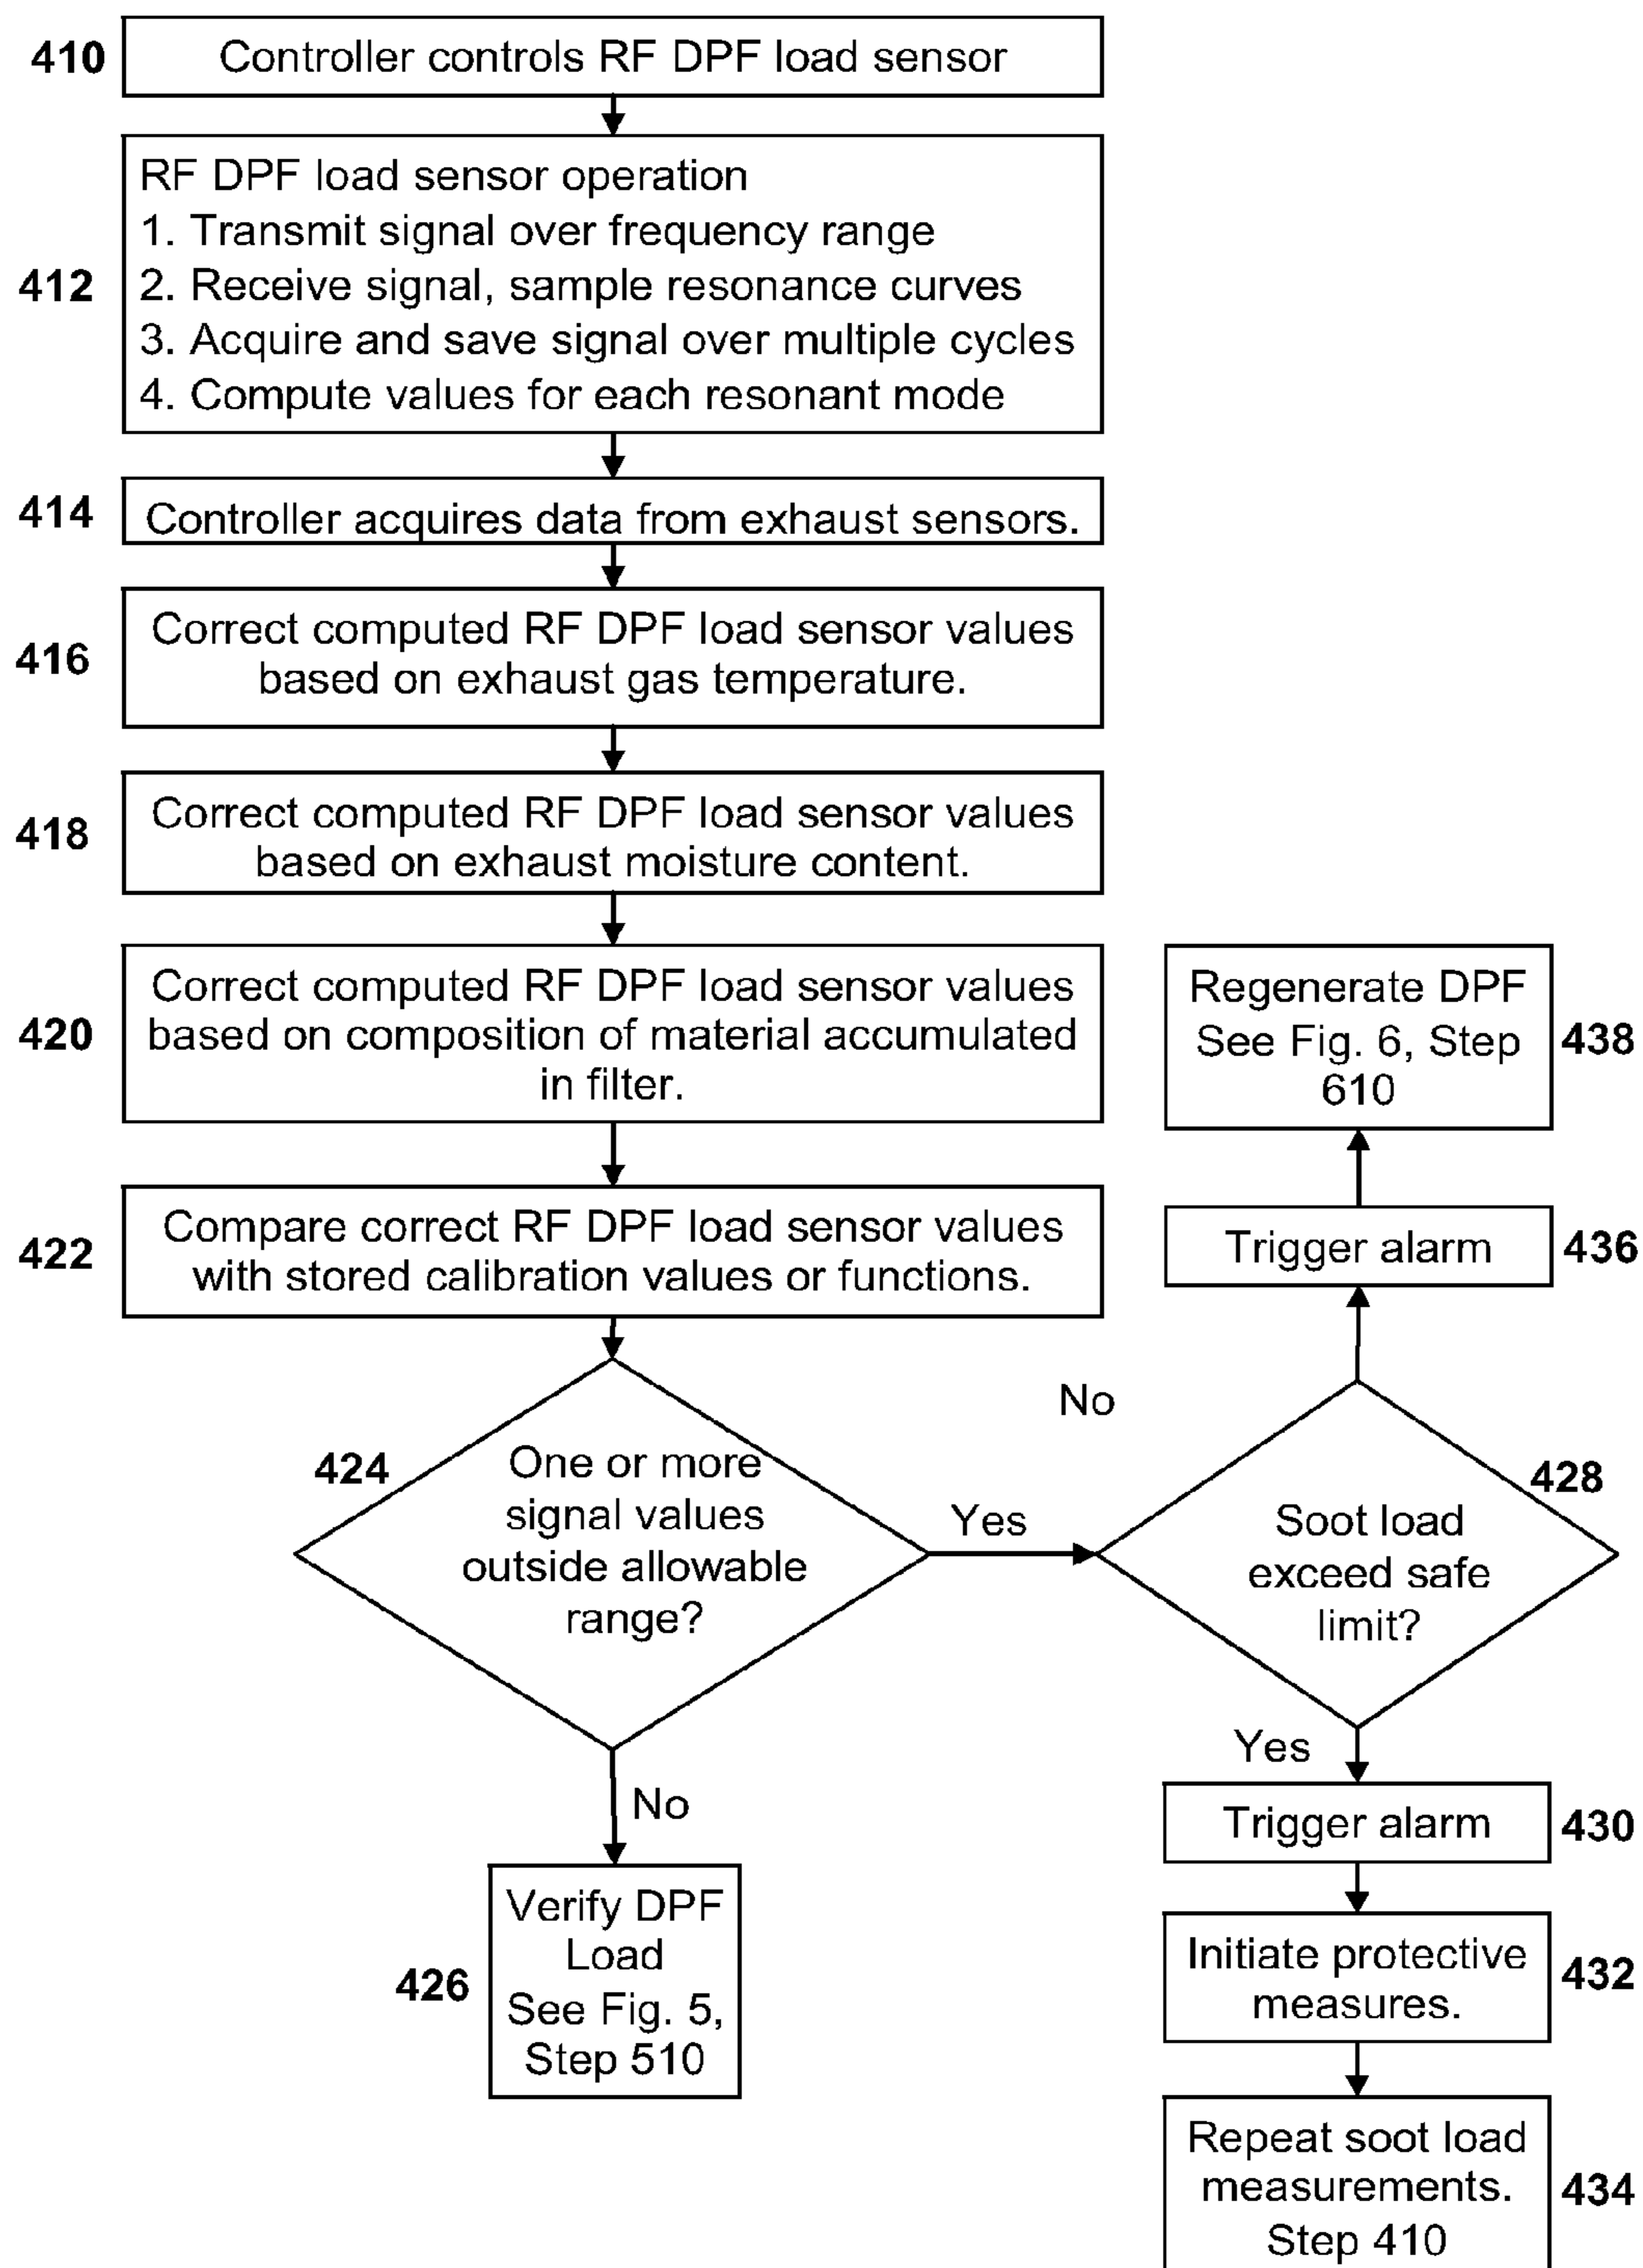 410
Controller controls RF DPF load sensor
412
RF DPF load sensor operation
1. Transmit signal over frequency range
2. Receive signal, sample resonance curves
3. Acquire and save signal over multiple cycles
4. Compute values for each resonant mode
414
Controller acquires data from exhaust sensors.
416
Correct computed RF DPF load sensor values
based on exhaust gas temperature.
418
Correct computed RF DPF load sensor values
based on exhaust moisture content.
420
Correct computed RF DPF load sensor values
based on composition of material accumulated
in filter.
422
Compare correct RF DPF load sensor values
with stored calibration values or functions.
424
One or more
signal values
outside allowable
range?
No
426
Verify DPF
Load
See Fig. 5,
Step 510
Yes
428
Soot load
exceed safe
limit?
No
Trigger alarm
436
Regenerate DPF
See Fig. 6, Step
610
438
Yes
Trigger alarm
430
Initiate protective
measures.
432
Repeat soot load
measurements.
Step 410
434